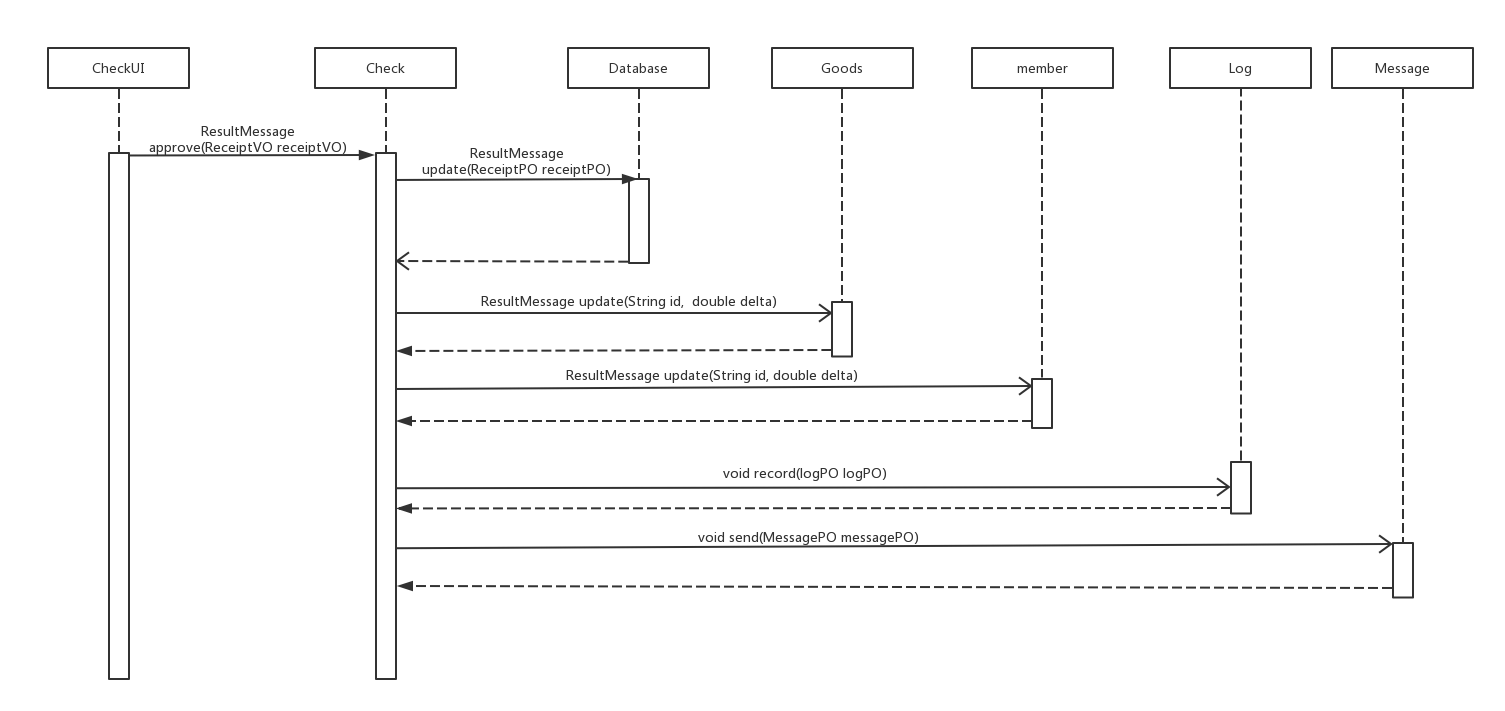 CheckUI
Check
Database
Goods
member
Log
Message
ResultMessage
approve(ReceiptVO receiptVO)
ResultMessage
update(ReceiptPO receiptPO)
ResultMessage update(String id,  double delta)
ResultMessage update(String id, double delta)
void record(logPO logPO)
void send(MessagePO messagePO)